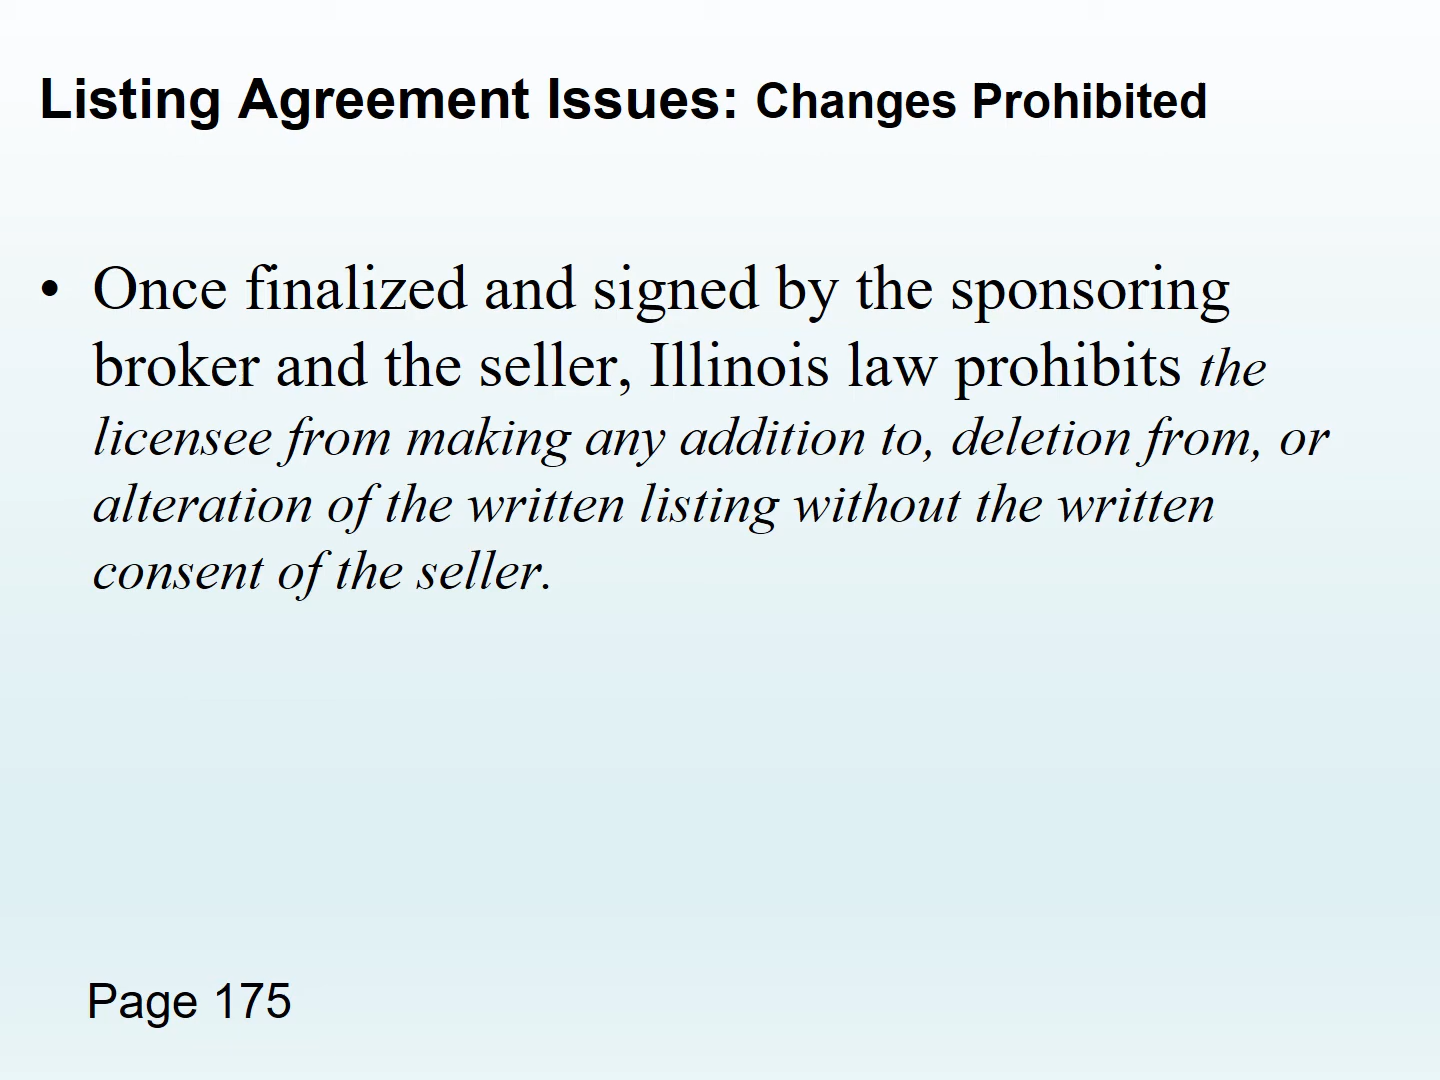 Listing Agreement Issues: Changes Prohibited
• Once finalized and signed by the sponsoring
broker and the seller, Illinois law prohibits the
licensee from making any addition to, deletion from, or
alteration of the written listing without the written
consent of the seller.
Page 175